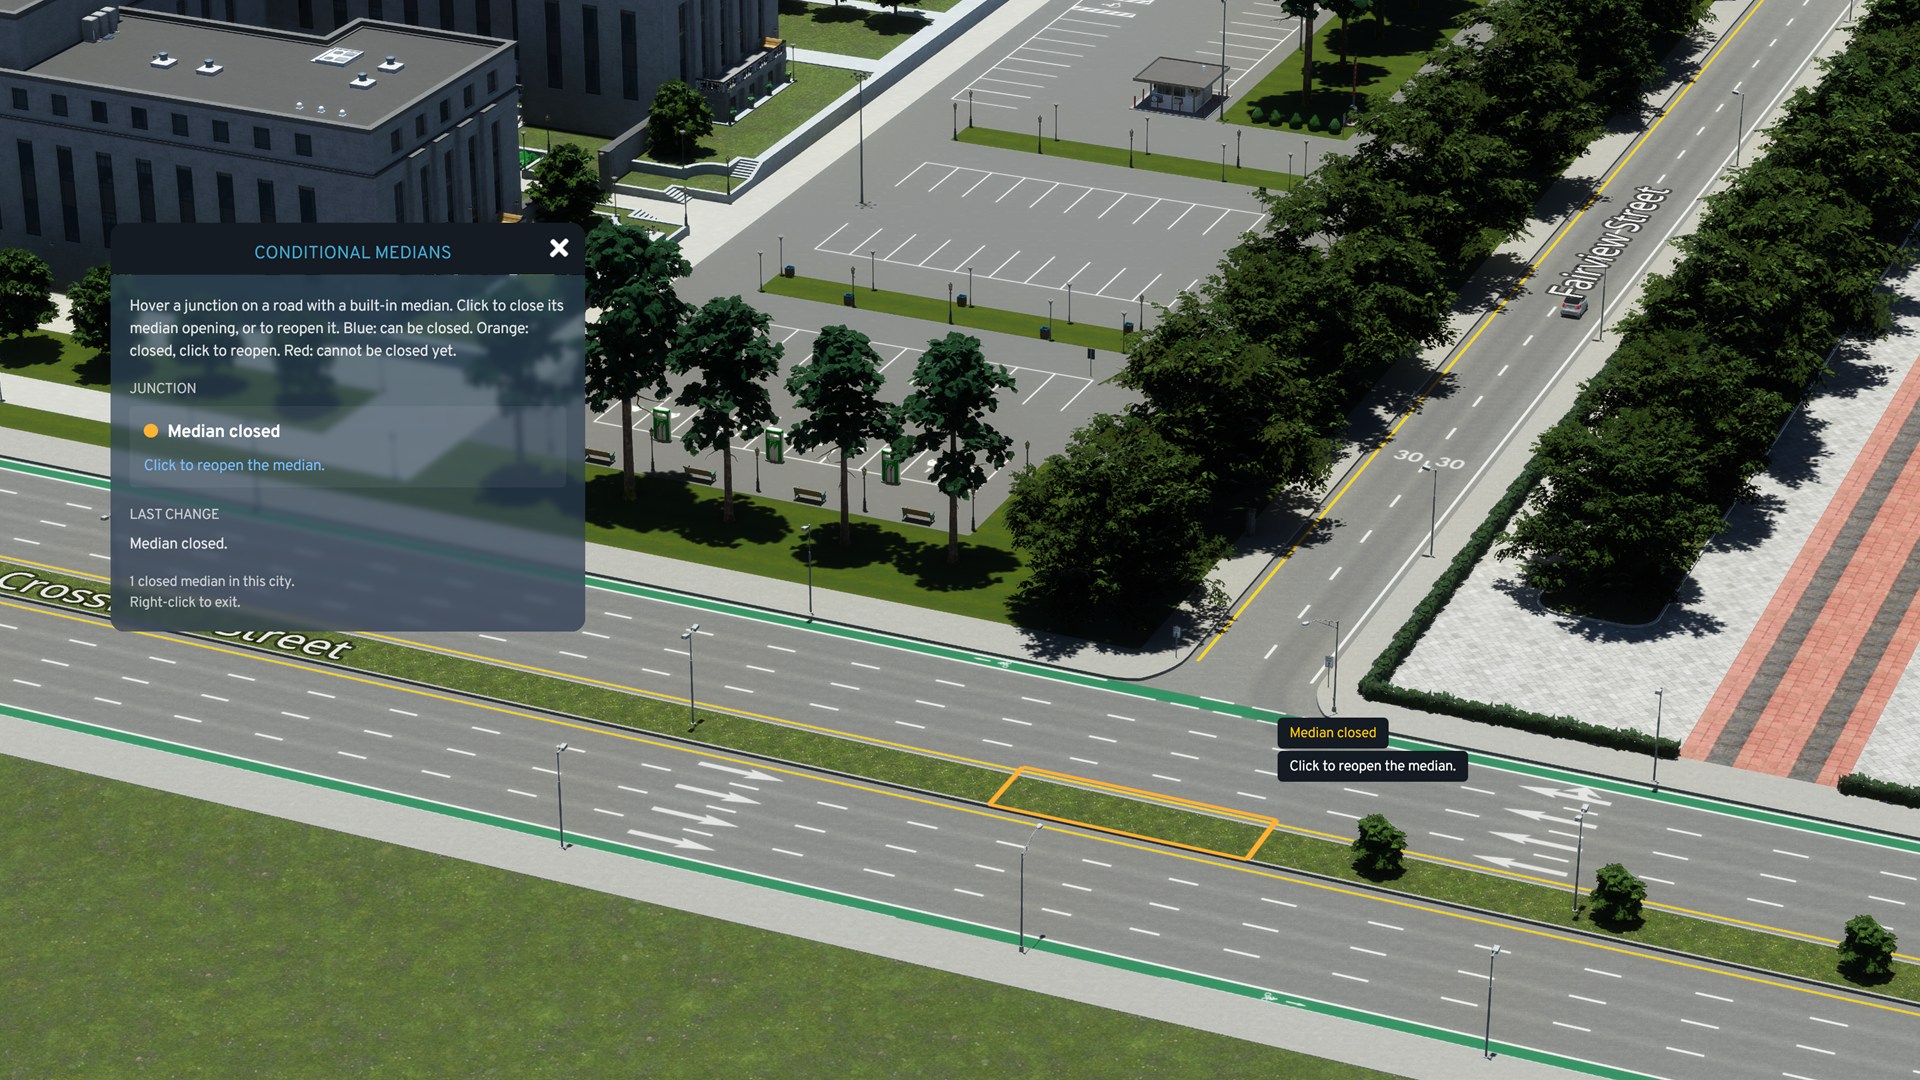 CONDITIONAL MEDIANS
Hover a junction on a road with a built-in median. Click to close its
median opening, or to reopen it. Blue: can be closed. Orange:
closed, click to reopen. Red: cannot be closed yet.
JUNCTION
Median closed
Click to reopen the median.
LAST CHANGE
Median closed.
1 closed median in this city.
Right-click to exit.
Fairview Street
30 30
Cross
Street
Median closed
Click to reopen the median.